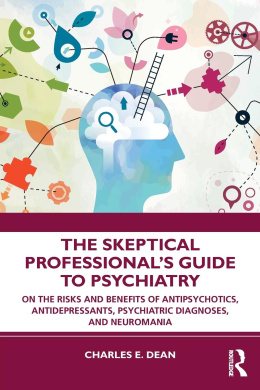 THE SKEPTICAL
PROFESSIONAL'S GUIDE
TO PSYCHIATRY
ON THE RISKS AND BENEFITS OF ANTIPSYCHOTICS,
ANTIDEPRESSANTS, PSYCHIATRIC DIAGNOSES,
AND NEUROMANIA
CHARLES E. DEAN
ROUTLEDGE